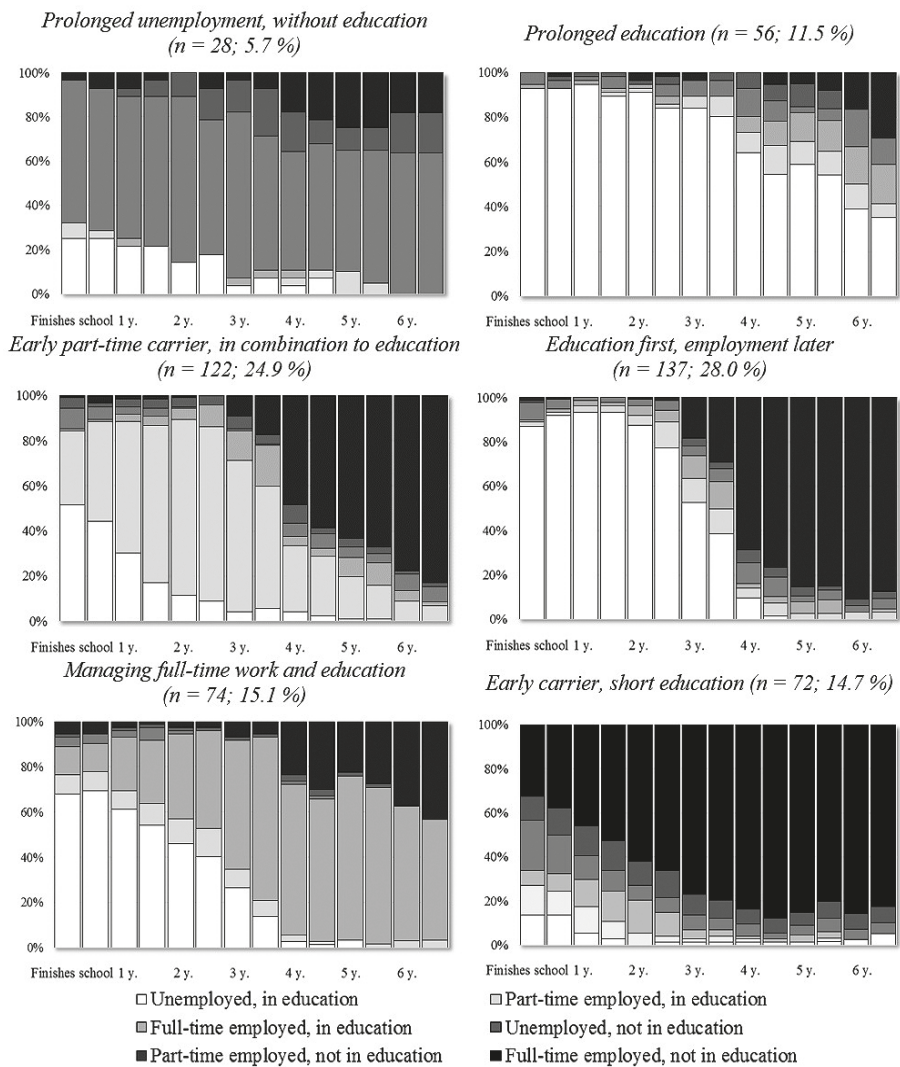 Prolonged unemployment, without education
(n = 28; 5.7 %)
Prolonged education (n = 56; 11.5 %)
100%
80%
60%
40%
20%
0%
Finishes school 1 y. 2 y. 3 y. 4 y. 5 y. 6 y.
100%
80%
60%
40%
20%
0%
Finishes school 1 y. 2 y. 3 y. 4 y. 5 y. 6 y.
Early part-time carrier, in combination to education
(n = 122; 24.9 %)
Education first, employment later
(n = 137; 28.0 %)
100%
80%
60%
40%
20%
0%
Finishes school 1 y. 2 y. 3 y. 4 y. 5 y. 6 y.
100%
80%
60%
40%
20%
0%
Finishes school 1 y. 2 y. 3 y. 4 y. 5 y. 6 y.
Managing full-time work and education
(n = 74; 15.1 %)
Early carrier, short education (n = 72; 14.7 %)
100%
80%
60%
40%
20%
0%
Finishes school 1 y. 2 y. 3 y. 4 y. 5 y. 6 y.
100%
80%
60%
40%
20%
0%
Finishes school 1 y. 2 y. 3 y. 4 y. 5 y. 6 y.
Unemployed, in education
Part-time employed, in education
Full-time employed, in education
Unemployed, not in education
Part-time employed, not in education
Full-time employed, not in education